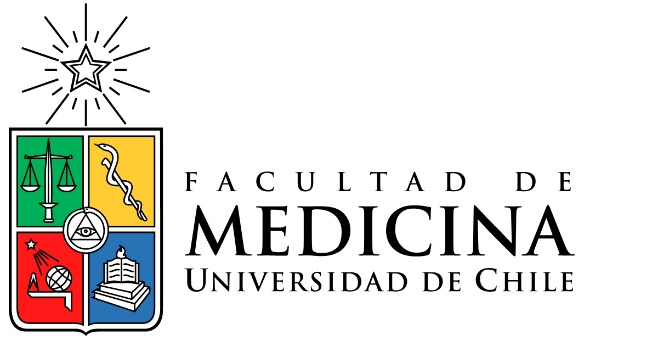 FACULTAD DE
MEDICINA
UNIVERSIDAD DE CHILE